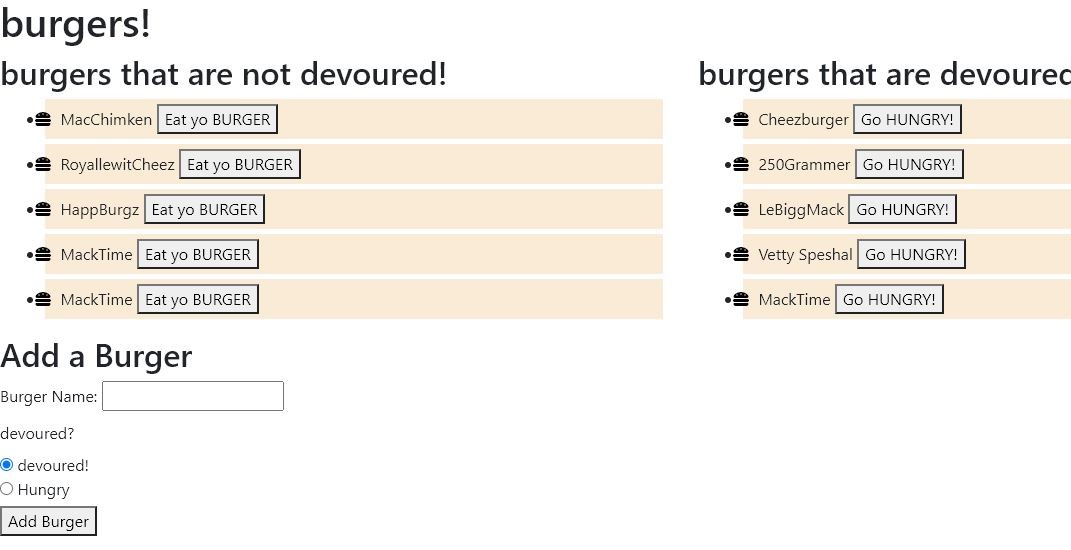 burgers!
burgers that are not devoured!
MacChimken Eat yo BURGER
RoyallewitCheez Eat yo BURGER
HappBurgz Eat yo BURGER
MackTime Eat yo BURGER
MackTime Eat yo BURGER
burgers that are devoured
Cheezburger Go HUNGRY!
250Grammer Go HUNGRY!
LeBiggMack Go HUNGRY!
Vetty Speshal Go HUNGRY!
MackTime Go HUNGRY!
Add a Burger
Burger Name:
devoured?
devoured!
Hungry
Add Burger